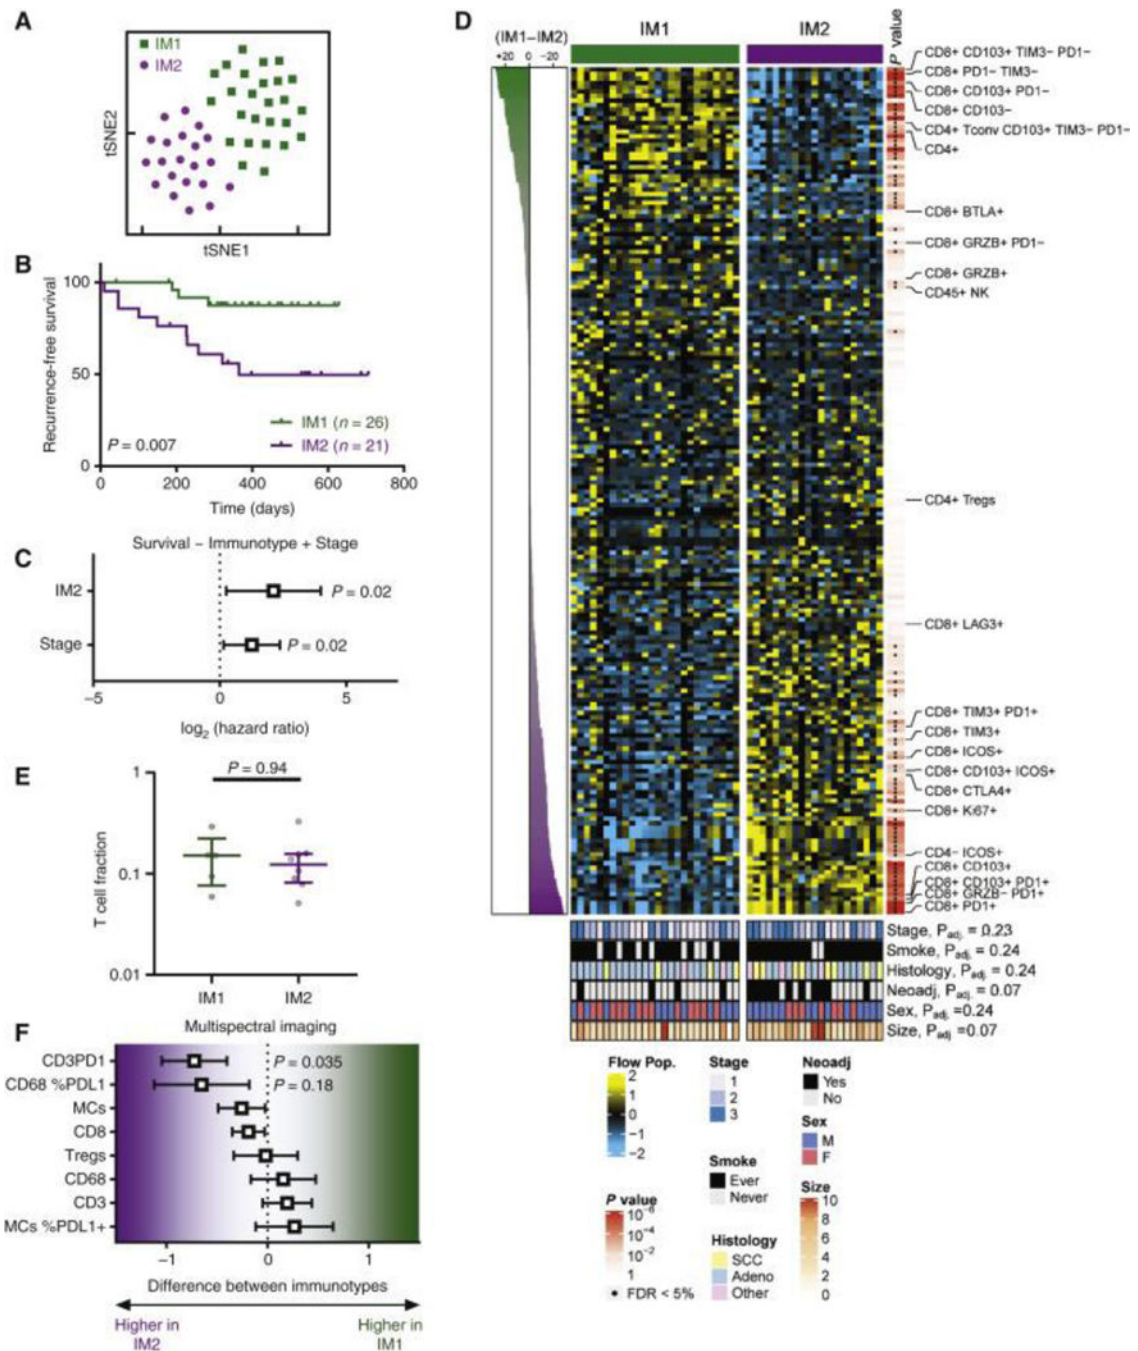 A
IM1
IM2
tSNE2
tSNE1
B
Recurrence-free survival
100
50
0
IM1 (n = 26)
IM2 (n = 21)
P = 0.007
0 200 400 600 800
Time (days)
C
Survival – Immunotype + Stage
IM2
P = 0.02
Stage
P = 0.02
−5 0 5
log2 (hazard ratio)
E
P = 0.94
T cell fraction
1
0.1
0.01
IM1 IM2
F
Multispectral imaging
CD3PD1
P = 0.035
CD68 %PDL1
P = 0.18
MCs
CD8
Tregs
CD68
CD3
MCs %PDL1+
−1 0 1
Difference between immunotypes
Higher in IM2
Higher in IM1
D
(IM1−IM2)
+20 0 −20
IM1
IM2
P value
CD8+ CD103+ TIM3− PD1−
CD8+ PD1− TIM3−
CD8+ CD103+ PD1−
CD8+ CD103−
CD4+ Tconv CD103+ TIM3− PD1−
CD4+
CD8+ BTLA+
CD8+ GRZB+ PD1−
CD8+ GRZB+
CD45+ NK
CD4+ Tregs
CD8+ LAG3+
CD8+ TIM3+ PD1+
CD8+ TIM3+
CD8+ ICOS+
CD8+ CD103+ ICOS+
CD8+ CTLA4+
CD8+ Ki67+
CD4− ICOS+
CD8+ CD103+
CD8+ CD103+ PD1+
CD8+ GRZB− PD1+
CD8+ PD1+
Stage, Padj. = 0.23
Smoke, Padj. = 0.24
Histology, Padj. = 0.24
Neoadj, Padj. = 0.07
Sex, Padj. =0.24
Size, Padj =0.07
Flow Pop.
2
1
0
−1
−2
P value
10−6
10−4
10−2
1
• FDR < 5%
Stage
1
2
3
Smoke
Ever
Never
Histology
SCC
Adeno
Other
Neoadj
Yes
No
Sex
M
F
Size
10
8
6
4
2
0